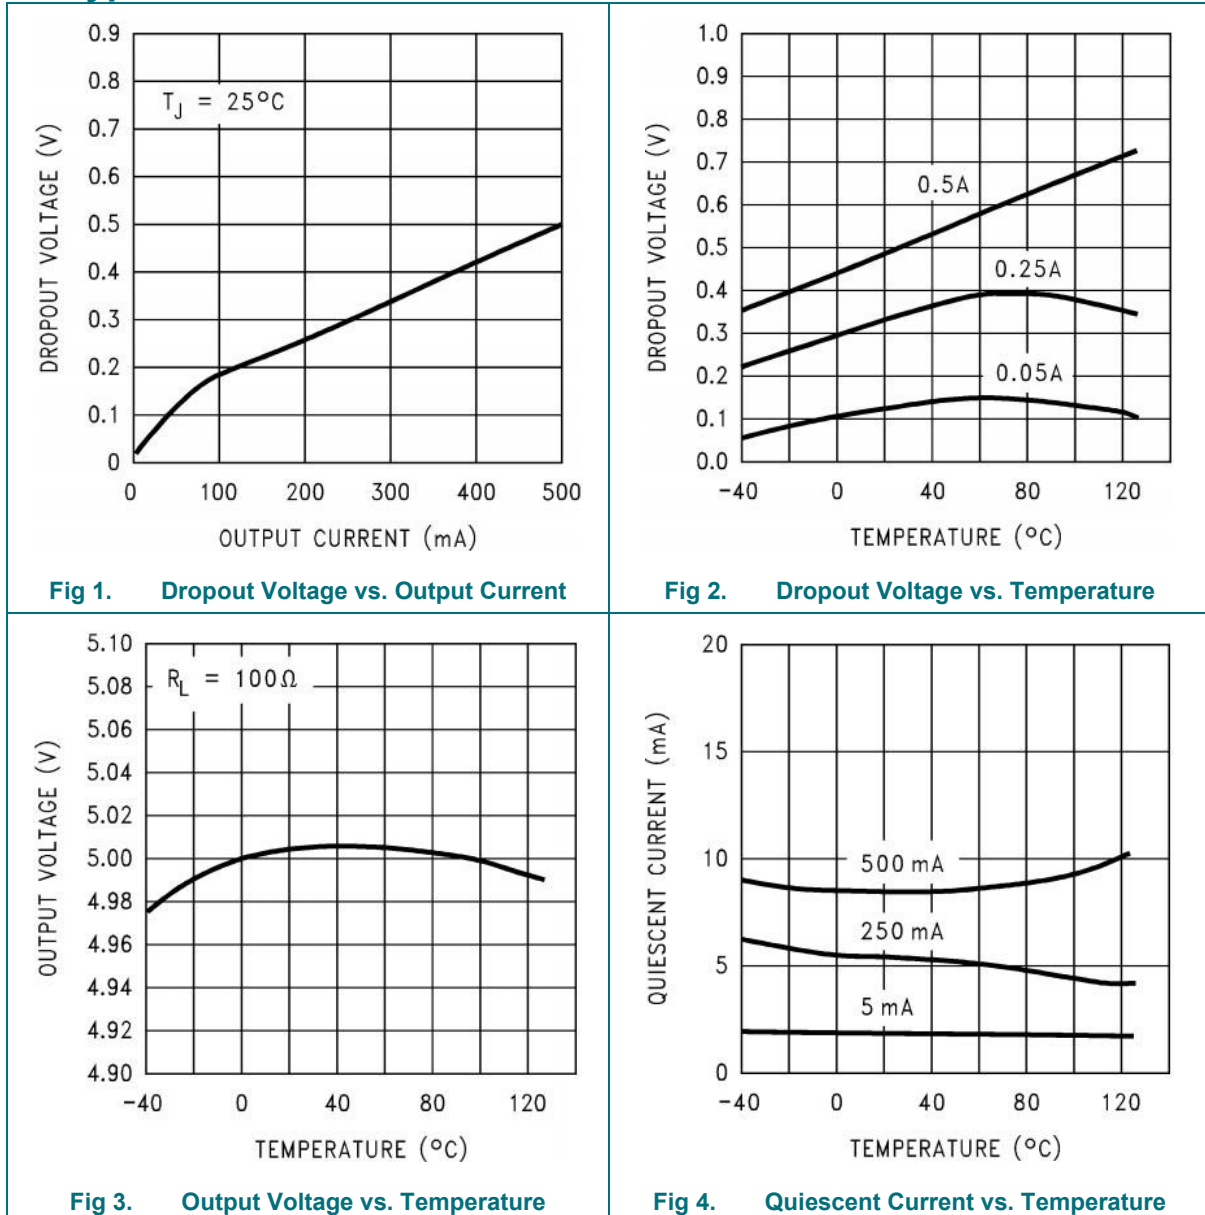 0.9
0.8
0.7
0.6
0.5
0.4
0.3
0.2
0.1
0
T_J = 25°C
DROPOUT VOLTAGE (V)
0 100 200 300 400 500
OUTPUT CURRENT (mA)
Fig 1. Dropout Voltage vs. Output Current
1.0
0.9
0.8
0.7
0.6
0.5
0.4
0.3
0.2
0.1
0.0
DROPOUT VOLTAGE (V)
0.5A
0.25A
0.05A
-40 0 40 80 120
TEMPERATURE (°C)
Fig 2. Dropout Voltage vs. Temperature
5.10
5.08
5.06
5.04
5.02
5.00
4.98
4.96
4.94
4.92
4.90
R_L = 100Ω
OUTPUT VOLTAGE (V)
-40 0 40 80 120
TEMPERATURE (°C)
Fig 3. Output Voltage vs. Temperature
20
15
10
5
0
QUIESCENT CURRENT (mA)
500 mA
250 mA
5 mA
-40 0 40 80 120
TEMPERATURE (°C)
Fig 4. Quiescent Current vs. Temperature